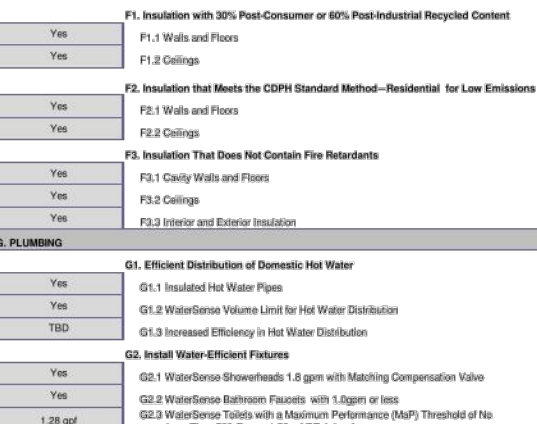 F1. Insulation with 30% Post-Consumer or 60% Post-Industrial Recycled Content
Yes F1.1 Walls and Floors
Yes F1.2 Ceilings
F2. Insulation that Meets the CDPH Standard Method—Residential for Low Emissions
Yes F2.1 Walls and Floors
Yes F2.2 Ceilings
F3. Insulation That Does Not Contain Fire Retardants
Yes F3.1 Cavity Walls and Floors
Yes F3.2 Ceilings
Yes F3.3 Interior and Exterior Insulation
G. PLUMBING
G1. Efficient Distribution of Domestic Hot Water
Yes G1.1 Insulated Hot Water Pipes
Yes G1.2 WaterSense Volume Limit for Hot Water Distribution
TBD G1.3 Increased Efficiency in Hot Water Distribution
G2. Install Water-Efficient Fixtures
Yes G2.1 WaterSense Showerheads 1.8 gpm with Matching Compensation Valve
Yes G2.2 WaterSense Bathroom Faucets with 1.0gpm or less
1.28 gpf G2.3 WaterSense Toilets with a Maximum Performance (MaP) Threshold of No